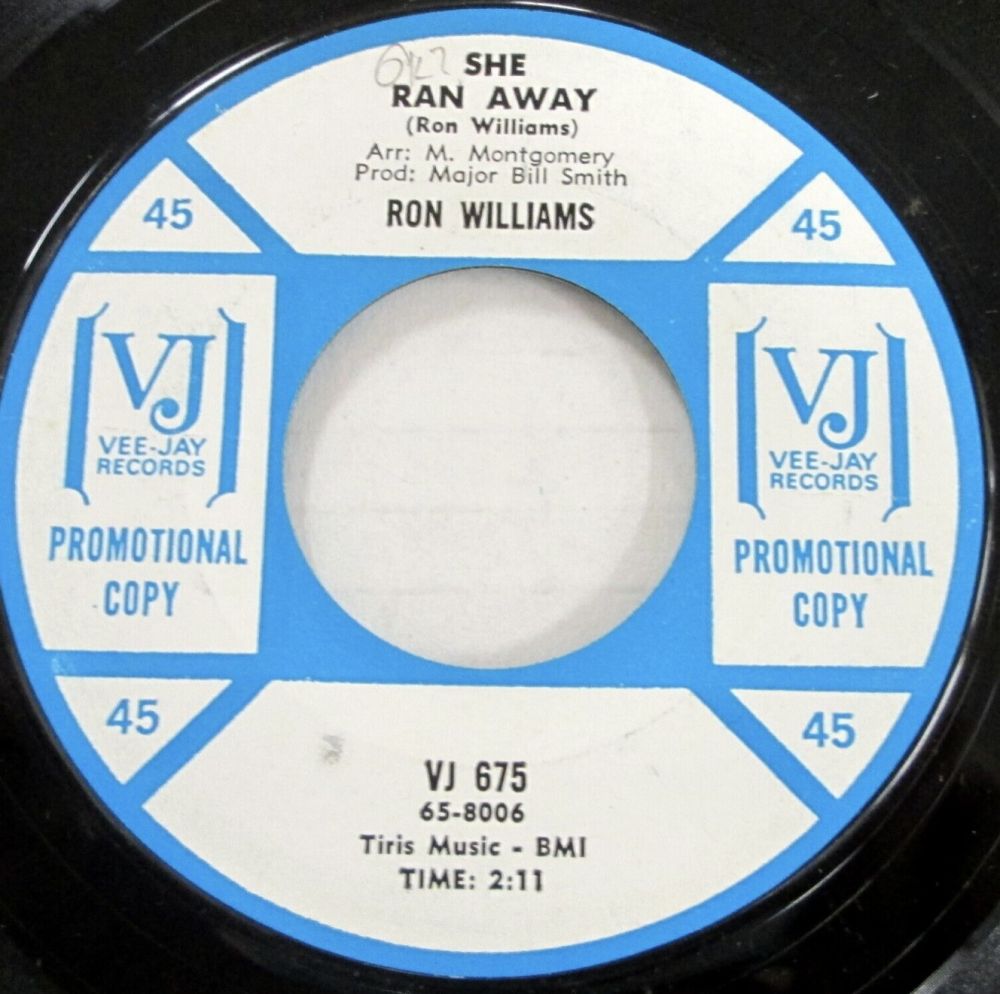 SHE
RAN AWAY
(Ron Williams)
Arr: M. Montgomery
Prod: Major Bill Smith
RON WILLIAMS
45
45
VJ
VEE-JAY
RECORDS
PROMOTIONAL
COPY
VJ
VEE-JAY
RECORDS
PROMOTIONAL
COPY
45
45
VJ 675
65-8006
Tiris Music - BMI
TIME: 2:11